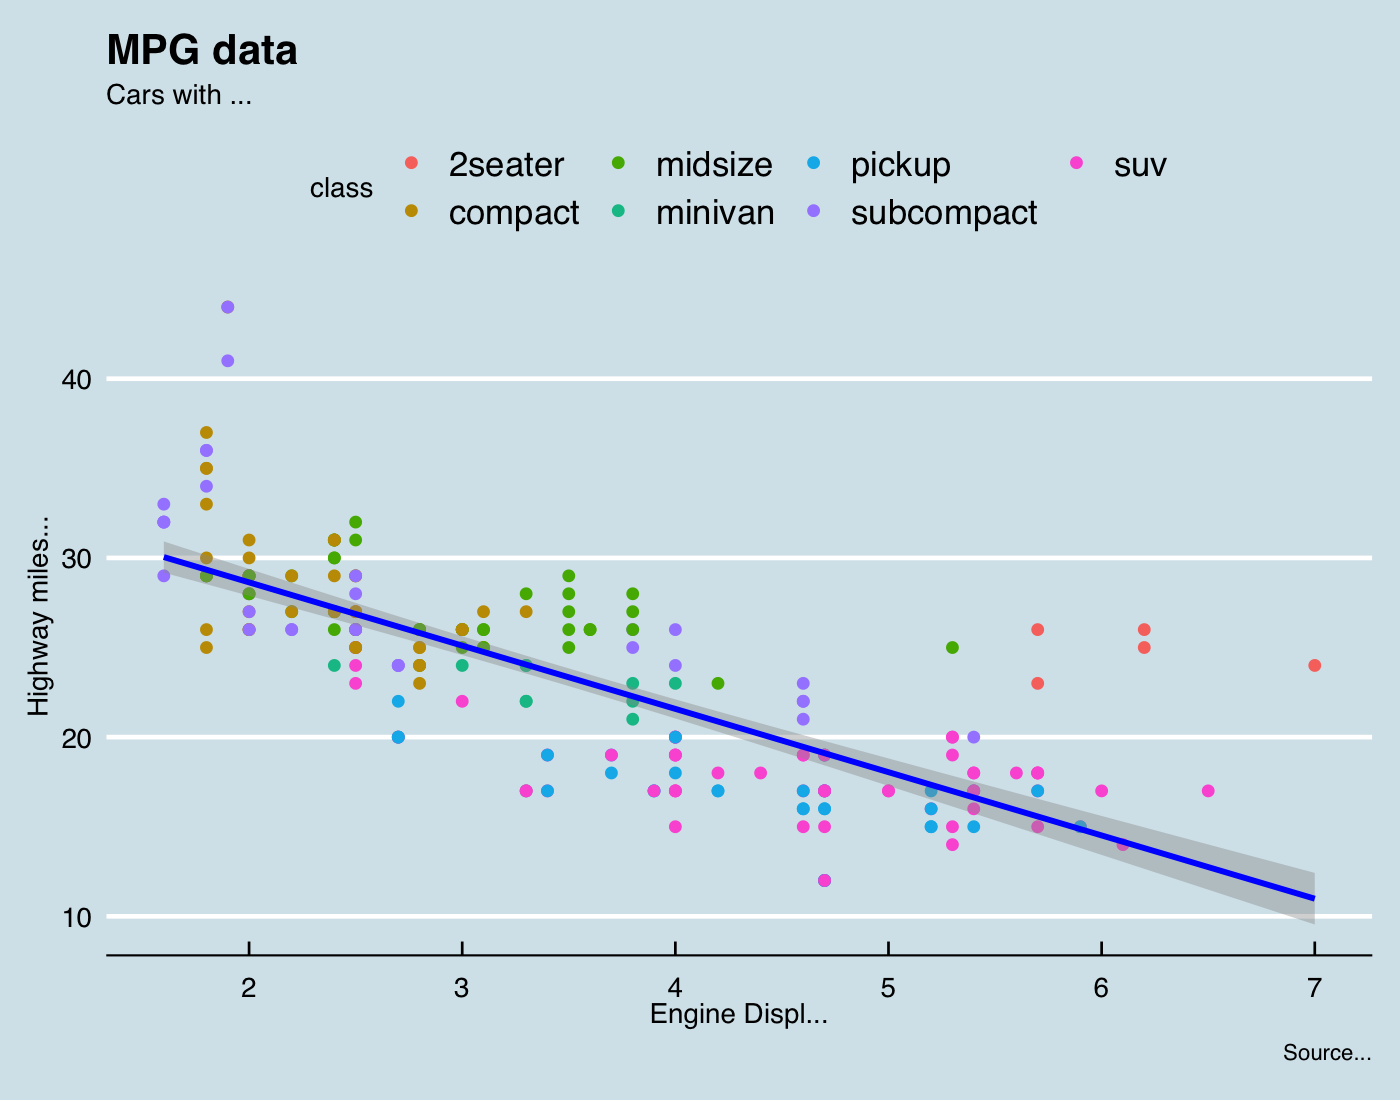 MPG data
Cars with ...
class
2seater midsize pickup suv
compact minivan subcompact
Highway miles...
40
30
20
10
2 3 4 5 6 7
Engine Displ...
Source...